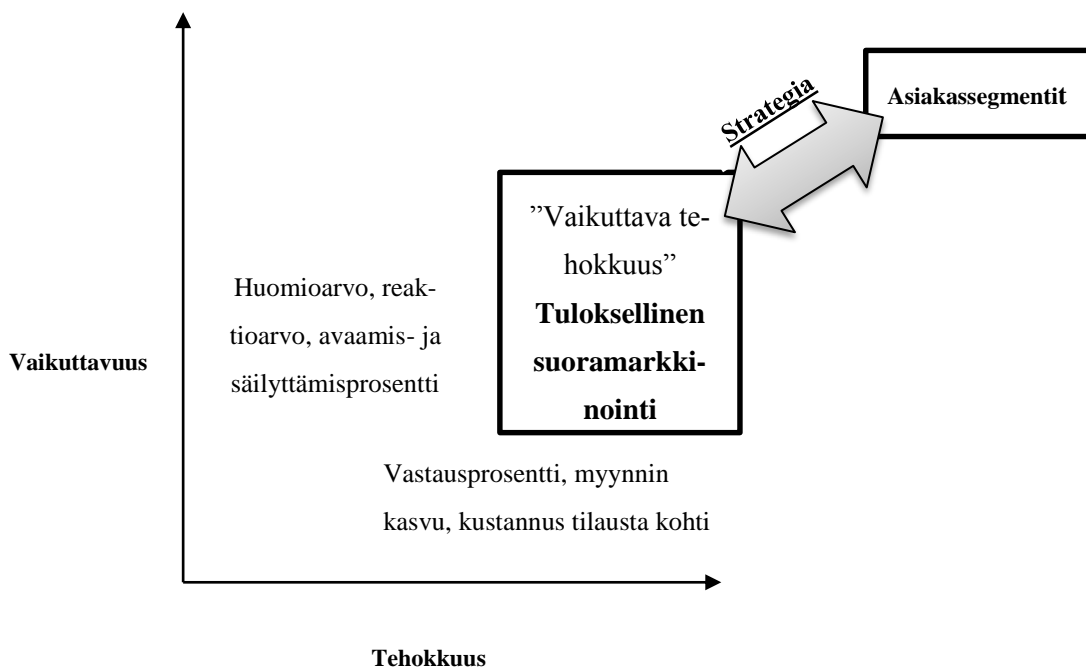 Asiakassegmentit
Strategia
”Vaikuttava te-
hokkuus”
Tuloksellinen
suoramarkki-
nointi
Huomioarvo, reak-
tioarvo, avaamis- ja
säilyttämisprosentti
Vaikuttavuus
Vastausprosentti, myynnin
kasvu, kustannus tilausta kohti
Tehokkuus